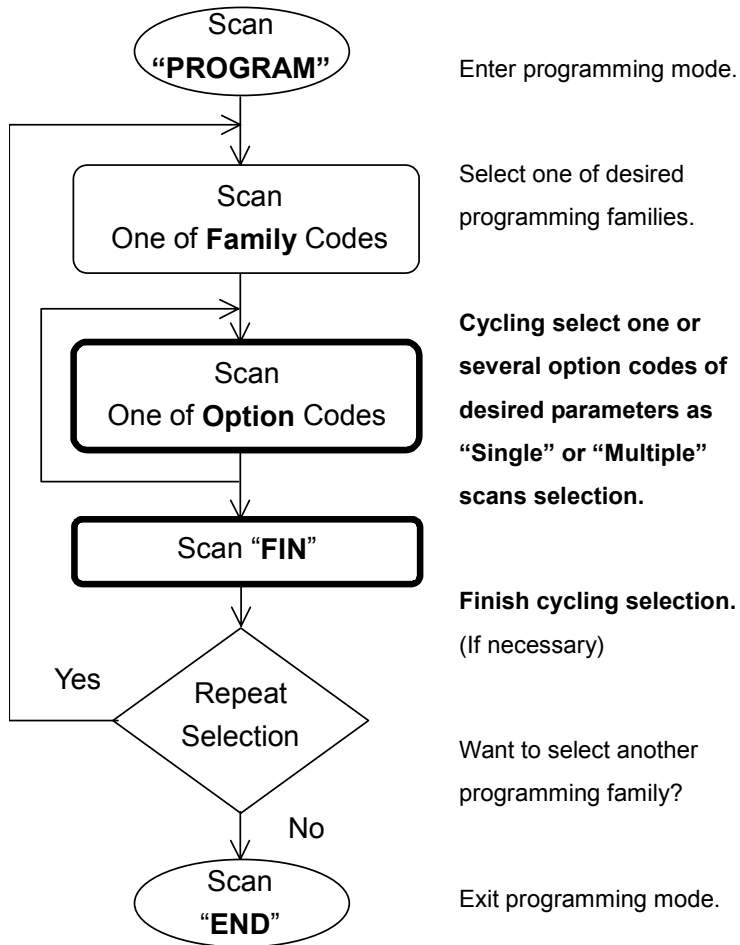 Scan
“PROGRAM”
Enter programming mode.
Scan
One of Family Codes
Select one of desired
programming families.
Scan
One of Option Codes
Cycling select one or
several option codes of
desired parameters as
“Single” or “Multiple”
scans selection.
Scan “FIN”
Finish cycling selection.
(If necessary)
Yes
Repeat
Selection
Want to select another
programming family?
No
Scan
“END”
Exit programming mode.